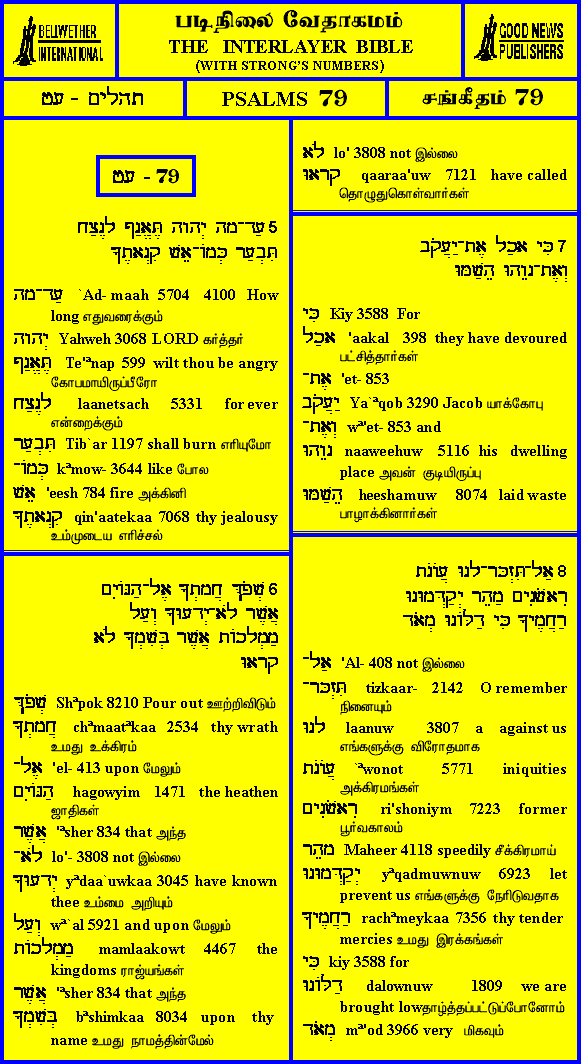 BELLWETHER
INTERNATIONAL
படிநிலை வேதாகமம்
THE INTERLAYER BIBLE
(WITH STRONG'S NUMBERS)
GOOD NEWS
PUBLISHERS
תהלים - עט
PSALMS 79
சங்கீதம் 79
79 - עט
5 עַד־מָה יְהוָה תֶּאֱנַף לָנֶצַח
תִּבְעַר כְּמוֹ־אֵשׁ קִנְאָתֶךָ
עַד־מָה `Ad- maah 5704 4100 How
long எதுவரைக்கும்
יְהוָה Yahweh 3068 LORD கர்த்தர்
תֶּאֱנַף Te'ªnap 599 wilt thou be angry
கோபமாயிருப்பீரோ
לָנֶצַח laanetsach 5331 for ever
என்றைக்கும்
תִּבְעַר Tib`ar 1197 shall burn எரியுமோ
כְּמוֹ־ kªmow- 3644 like போல
אֵשׁ 'eesh 784 fire அக்கினி
קִנְאָתֶךָ qin'aatekaa 7068 thy jealousy
உம்முடைய எரிச்சல்
6 שְׁפֹךְ חֲמָתְךָ אֶל־הַגּוֹיִם
אֲשֶׁר לֹא־יְדָעוּךָ וְעַל
מַמְלָכוֹת אֲשֶׁר בְּשִׁמְךָ לֹא
קָרָאוּ
שְׁפֹךְ Shªpok 8210 Pour out ஊற்றிவிடும்
חֲמָתְךָ chªmaatªkaa 2534 thy wrath
உமது உக்கிரம்
אֶל־ 'el- 413 upon மேலும்
הַגּוֹיִם hagowyim 1471 the heathen
ஜாதிகள்
אֲשֶׁר 'ªsher 834 that அந்த
לֹא־ lo'- 3808 not இல்லை
יְדָעוּךָ yªdaa`uwkaa 3045 have known
thee உம்மை அறியும்
וְעַל wª`al 5921 and upon மேலும்
מַמְלָכוֹת mamlaakowt 4467 the
kingdoms ராஜ்யங்கள்
אֲשֶׁר 'ªsher 834 that அந்த
בְּשִׁמְךָ bªshimkaa 8034 upon thy
name உமது நாமத்தின்மேல்
לֹא lo' 3808 not இல்லை
קָרָאוּ qaaraa'uw 7121 have called
தொழுதுகொள்வார்கள்
7 כִּי אָכַל אֶת־יַעֲקֹב
וְאֶת־נָוֵהוּ הֵשַׁמּוּ
כִּי Kiy 3588 For
אָכַל 'aakal 398 they have devoured
பட்சித்தார்கள்
אֶת־ 'et- 853
יַעֲקֹב Ya`ªqob 3290 Jacob யாக்கோபு
וְאֶת־ wª'et- 853 and
נָוֵהוּ naaweehuw 5116 his dwelling
place அவன் குடியிருப்பு
הֵשַׁמּוּ heeshamuw 8074 laid waste
பாழாக்கினார்கள்
8 אַל־תִּזְכָּר־לָנוּ עֲוֹנֹת
רִאשֹׁנִים מַהֵר יְקַדְּמוּנוּ
רַחֲמֶיךָ כִּי דַלּוֹנוּ מְאֹד
אַל־ 'Al- 408 not இல்லை
תִּזְכָּר־ tizkaar- 2142 O remember
நினையும்
לָנוּ laanuw 3807 a against us
எங்களுக்கு விரோதமாக
עֲוֹנֹת `ªwonot 5771 iniquities
அக்கிரமங்கள்
רִאשֹׁנִים ri'shoniym 7223 former
பூர்வகாலம்
מַהֵר Maheer 4118 speedily சீக்கிரமாய்
יְקַדְּמוּנוּ yªqadmuwnuw 6923 let
prevent us எங்களுக்கு நேரிடுவதாக
רַחֲמֶיךָ rachªmeykaa 7356 thy tender
mercies உமது இரக்கங்கள்
כִּי kiy 3588 for
דַלּוֹנוּ dalownuw 1809 we are
brought lowதாழ்த்தப்பட்டுப்போனோம்
מְאֹד mª'od 3966 very மிகவும்